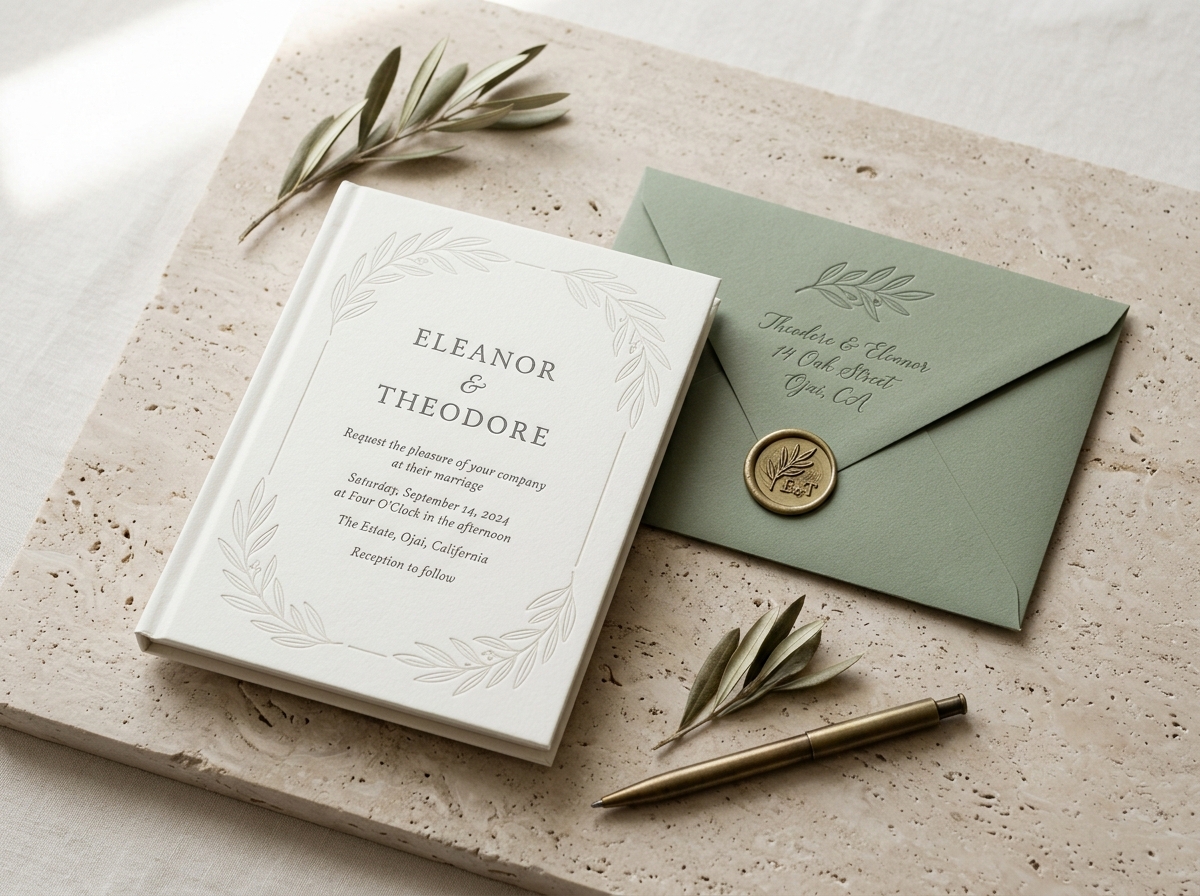 ELEANOR
&
THEODORE
Request the pleasure of your company
at their marriage
Saturday, September 14, 2024
at Four O'Clock in the afternoon
The Estate, Ojai, California
Reception to follow
Theodore & Eleanor
14 Oak Street
Ojai, CA
E&T